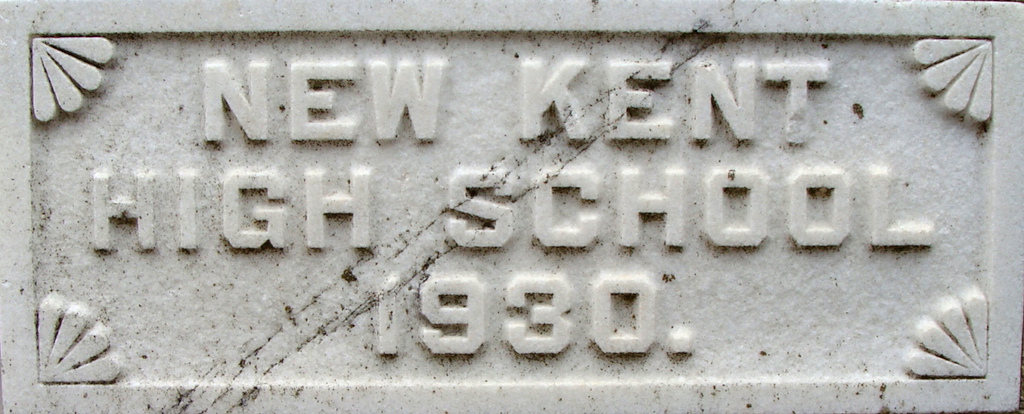 NEW KENT
HIGH SCHOOL
1930.